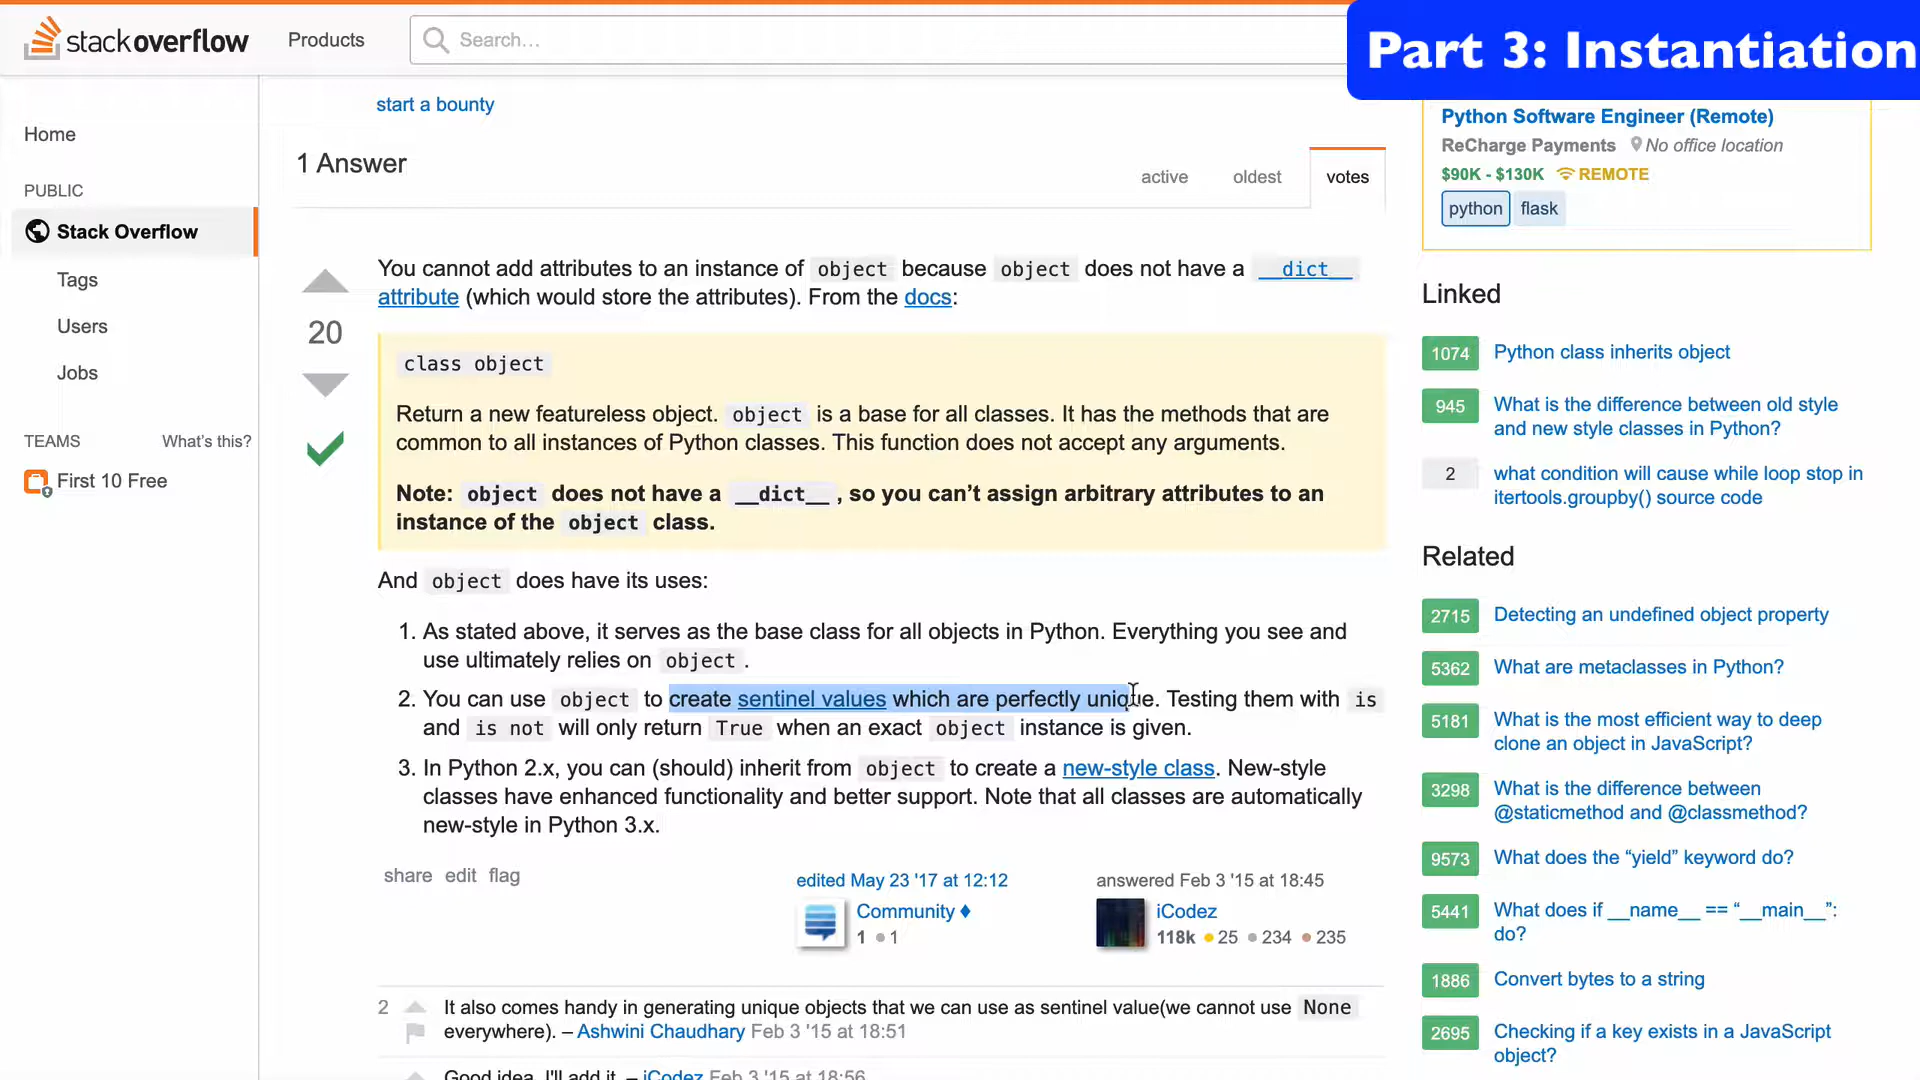 stackoverflow
Products
Search...
Part 3: Instantiation
start a bounty
Home
PUBLIC
Stack Overflow
Tags
Users
Jobs
TEAMS What's this?
First 10 Free
1 Answer
active oldest votes
20
You cannot add attributes to an instance of object because object does not have a __dict__
attribute (which would store the attributes). From the docs:
class object
Return a new featureless object. object is a base for all classes. It has the methods that are
common to all instances of Python classes. This function does not accept any arguments.
Note: object does not have a __dict__ , so you can’t assign arbitrary attributes to an
instance of the object class.
And object does have its uses:
1. As stated above, it serves as the base class for all objects in Python. Everything you see and
use ultimately relies on object .
2. You can use object to create sentinel values which are perfectly unique. Testing them with is
and is not will only return True when an exact object instance is given.
3. In Python 2.x, you can (should) inherit from object to create a new-style class. New-style
classes have enhanced functionality and better support. Note that all classes are automatically
new-style in Python 3.x.
share edit flag
edited May 23 '17 at 12:12
Community ♦
1 ●1
answered Feb 3 '15 at 18:45
iCodez
118k ●25 ●234 ●235
2 It also comes handy in generating unique objects that we can use as sentinel value(we cannot use None
everywhere). – Ashwini Chaudhary Feb 3 '15 at 18:51
Good idea. I'll add it. – iCodez Feb 3 '15 at 18:56
Python Software Engineer (Remote)
ReCharge Payments No office location
$90K - $130K REMOTE
python flask
Linked
1074 Python class inherits object
945 What is the difference between old style
and new style classes in Python?
2 what condition will cause while loop stop in
itertools.groupby() source code
Related
2715 Detecting an undefined object property
5362 What are metaclasses in Python?
5181 What is the most efficient way to deep
clone an object in JavaScript?
3298 What is the difference between
@staticmethod and @classmethod?
9573 What does the “yield” keyword do?
5441 What does if __name__ == “__main__”:
do?
1886 Convert bytes to a string
2695 Checking if a key exists in a JavaScript
object?